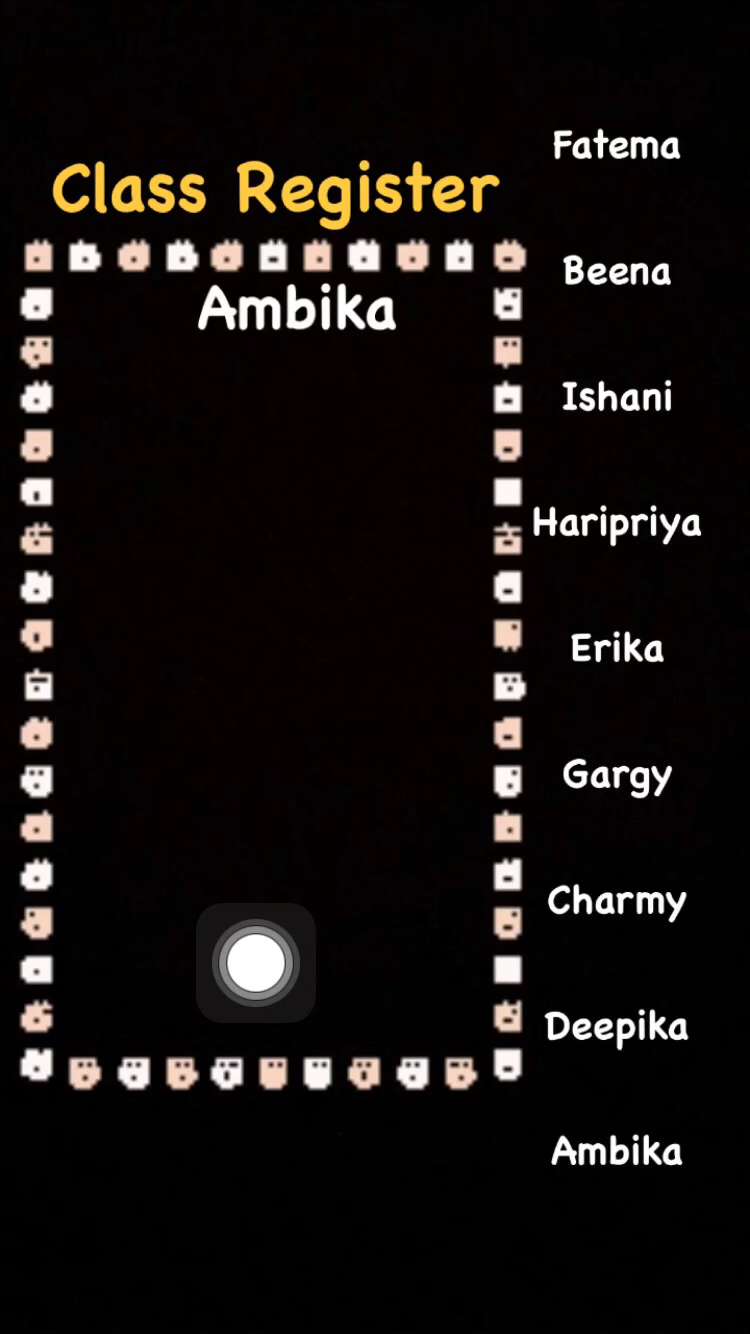 Class Register
Ambika
Fatema
Beena
Ishani
Haripriya
Erika
Gargy
Charmy
Deepika
Ambika